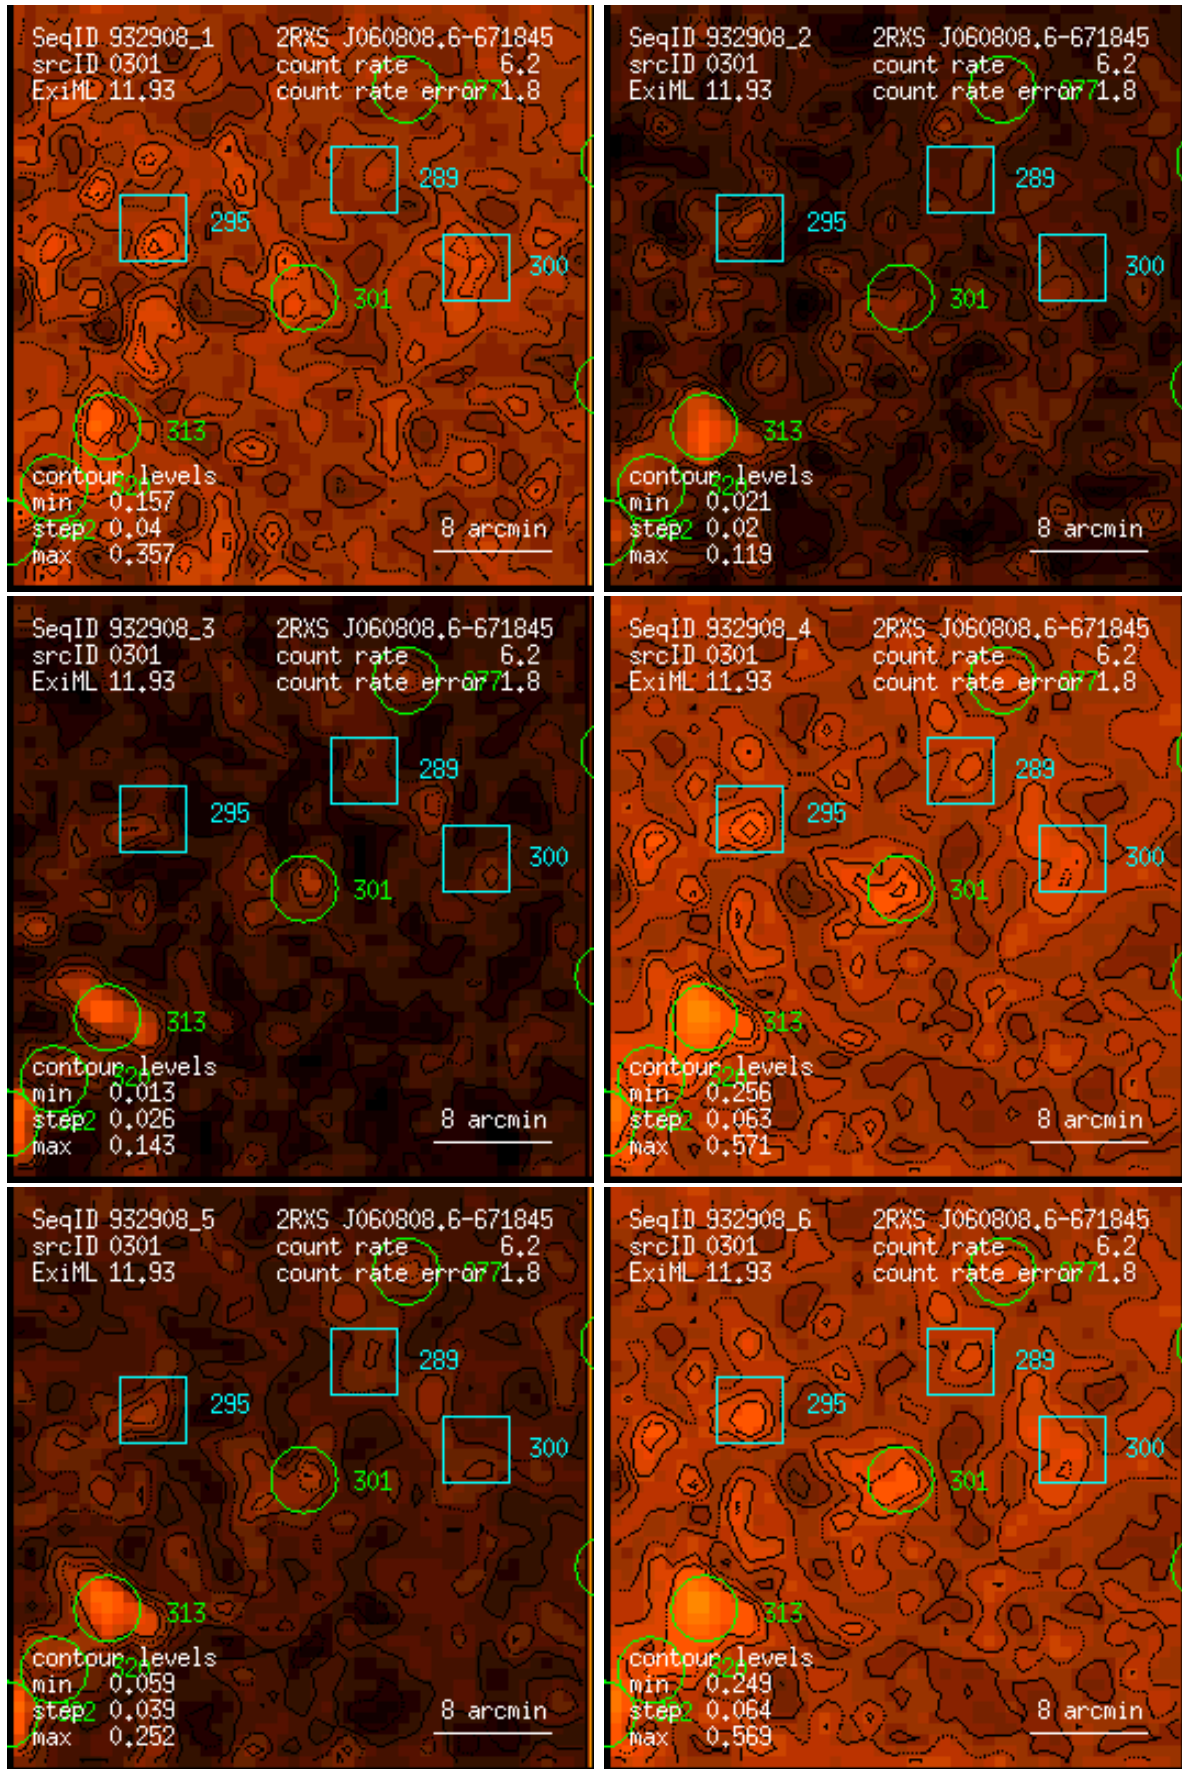 SeqID 932908_1 2RXS J060808.6-671845
srcID 0301 count rate 6.2
ExiML 11.93 count rate error 1.8
289
295
300
301
313
contour levels
min 0.157
step 0.04
max 0.357
8 arcmin
SeqID 932908_2 2RXS J060808.6-671845
srcID 0301 count rate 6.2
ExiML 11.93 count rate error 1.8
289
295
300
301
313
contour levels
min 0.021
step 0.02
max 0.119
8 arcmin
SeqID 932908_3 2RXS J060808.6-671845
srcID 0301 count rate 6.2
ExiML 11.93 count rate error 1.8
289
295
300
301
313
contour levels
min 0.013
step 0.026
max 0.143
8 arcmin
SeqID 932908_4 2RXS J060808.6-671845
srcID 0301 count rate 6.2
ExiML 11.93 count rate error 1.8
289
295
300
301
313
contour levels
min 0.256
step 0.063
max 0.571
8 arcmin
SeqID 932908_5 2RXS J060808.6-671845
srcID 0301 count rate 6.2
ExiML 11.93 count rate error 1.8
289
295
300
301
313
contour levels
min 0.059
step 0.039
max 0.252
8 arcmin
SeqID 932908_6 2RXS J060808.6-671845
srcID 0301 count rate 6.2
ExiML 11.93 count rate error 1.8
289
295
300
301
313
contour levels
min 0.249
step 0.064
max 0.569
8 arcmin